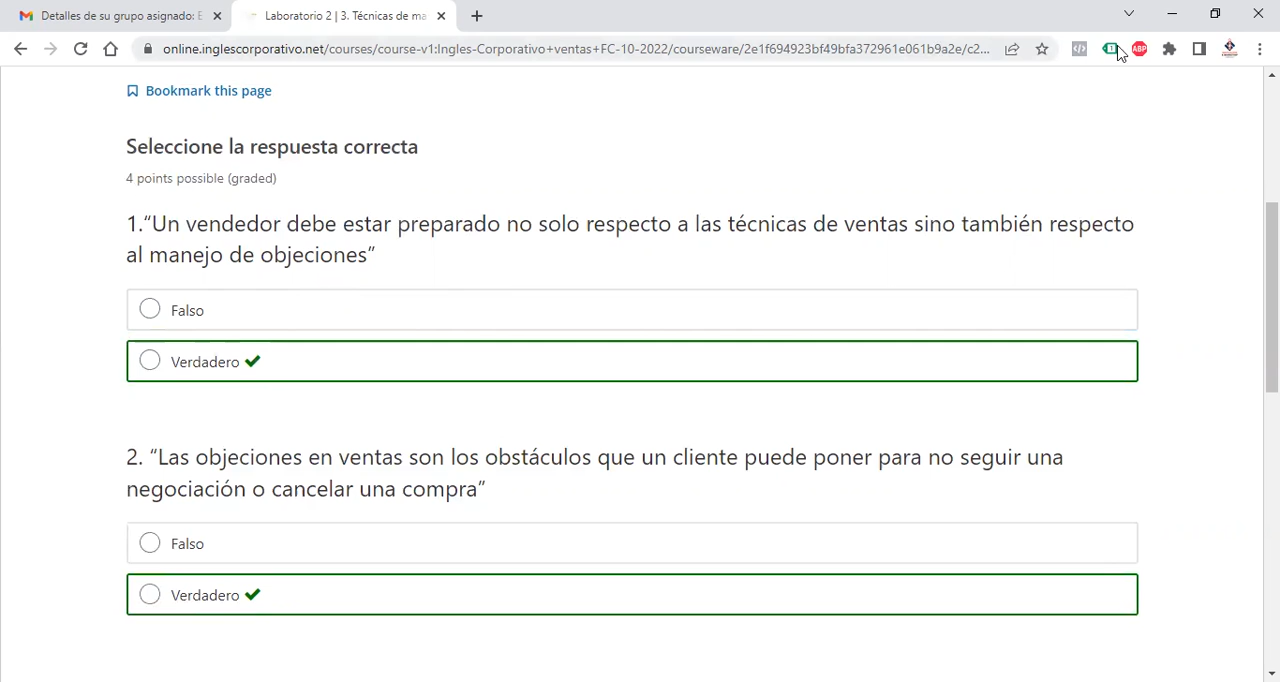 Detalles de su grupo asignado: E
Laboratorio 2 | 3. Técnicas de ma
online.inglescorporativo.net/courses/course-v1:Ingles-Corporativo+ventas+FC-10-2022/courseware/2e1f694923bf49bfa372961e061b9a2e/c2...
ABP
Bookmark this page
Seleccione la respuesta correcta
4 points possible (graded)
1.“Un vendedor debe estar preparado no solo respecto a las técnicas de ventas sino también respecto
al manejo de objeciones”
Falso
Verdadero
2. “Las objeciones en ventas son los obstáculos que un cliente puede poner para no seguir una
negociación o cancelar una compra”
Falso
Verdadero